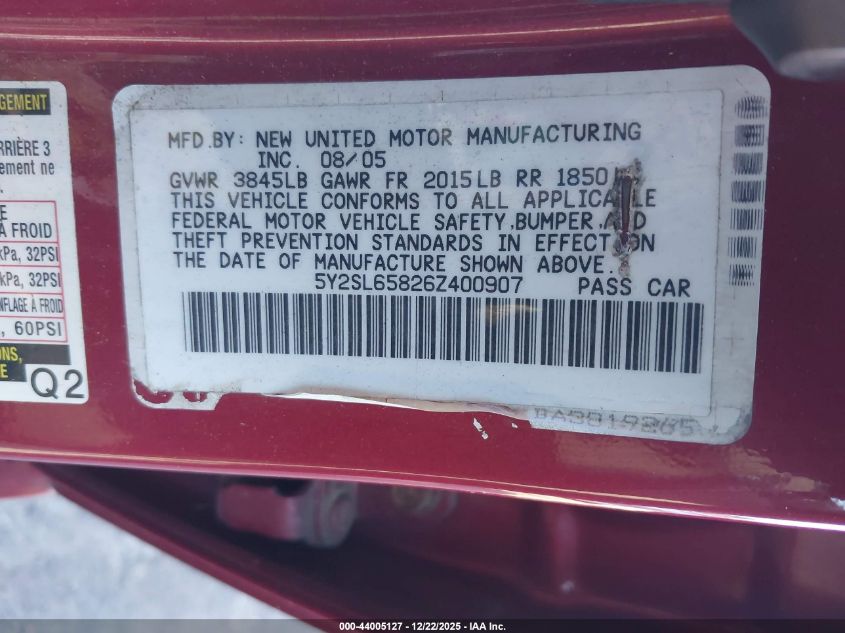 GEMENT
RRIÈRE 3
ement ne
E
À FROID
kPa, 32PSI
kPa, 32PSI
NFLAGE À FROID
, 60PSI
ONS,
E
Q2
MFD.BY: NEW UNITED MOTOR MANUFACTURING
INC. 08/05
GVWR 3845LB GAWR FR 2015LB RR 1850
THIS VEHICLE CONFORMS TO ALL APPLICABLE
FEDERAL MOTOR VEHICLE SAFETY,BUMPER,AND
THEFT PREVENTION STANDARDS IN EFFECT ON
THE DATE OF MANUFACTURE SHOWN ABOVE.
5Y2SL65826Z400907 PASS CAR
BA3819265
000-44005127 - 12/22/2025 - IAA Inc.